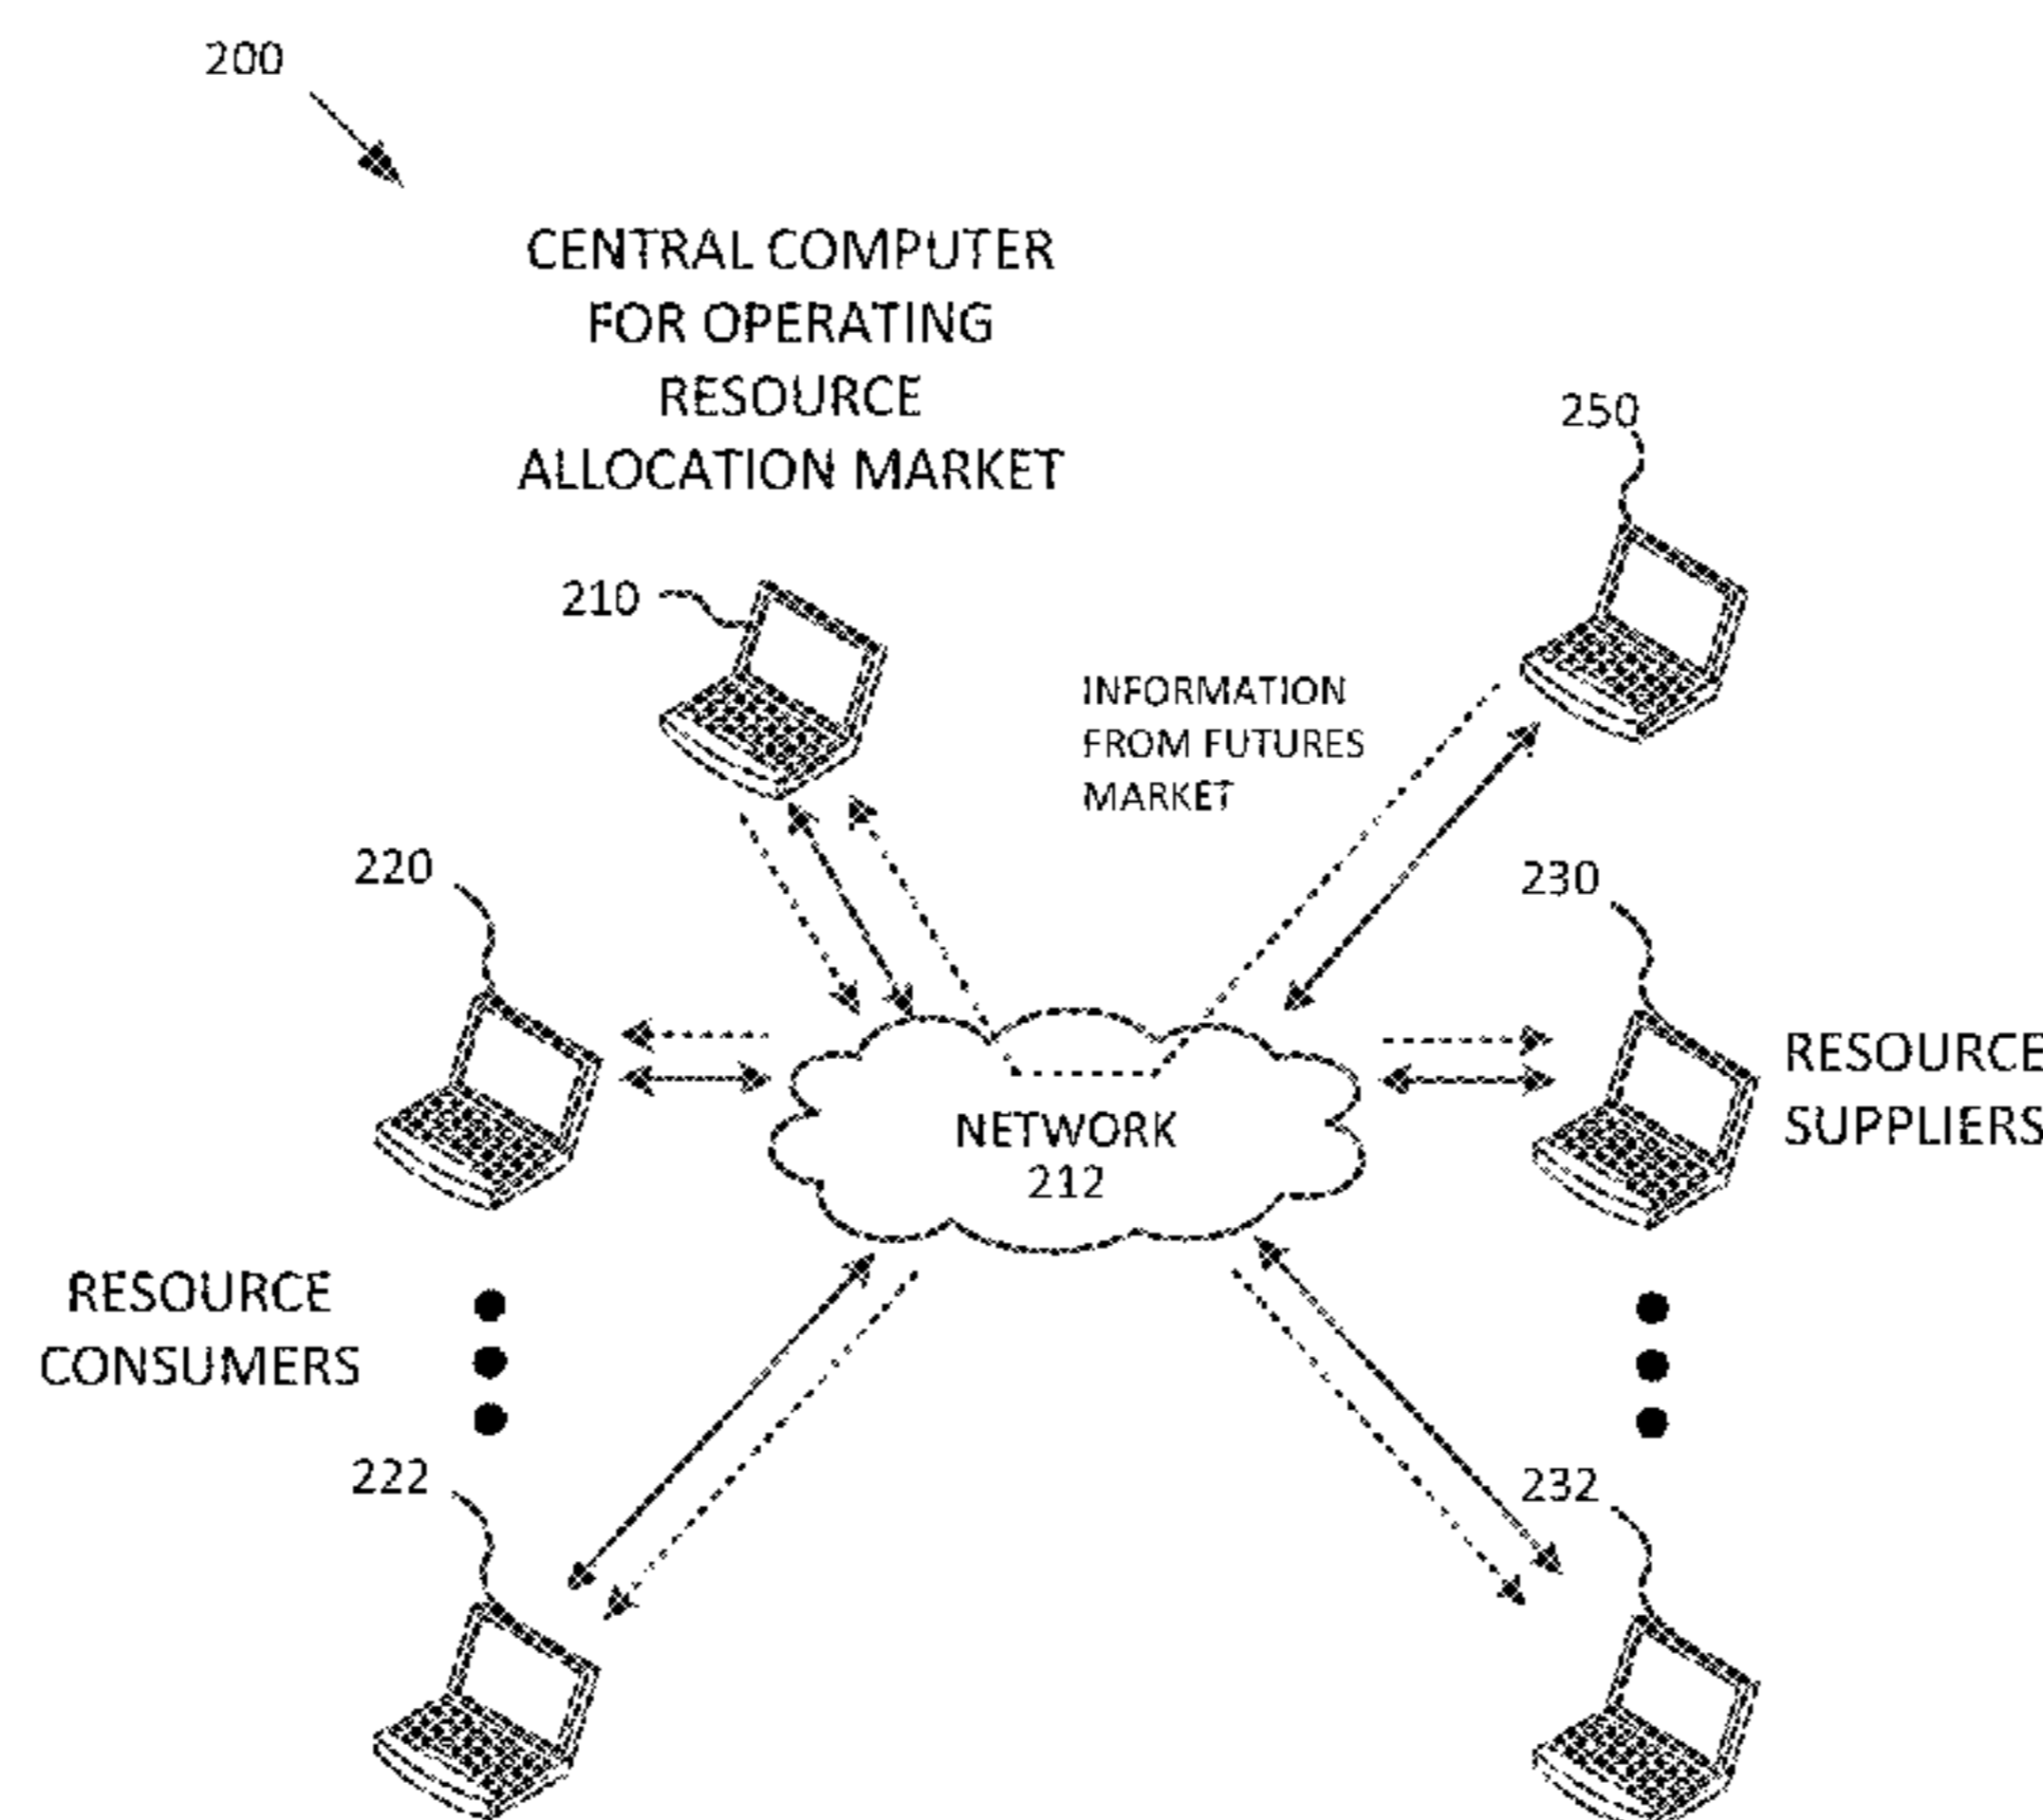 200
CENTRAL COMPUTER
FOR OPERATING
RESOURCE
ALLOCATION MARKET
250
210
INFORMATION
FROM FUTURES
MARKET
220
230
RESOURCE
SUPPLIERS
NETWORK
212
RESOURCE
CONSUMERS
222
232